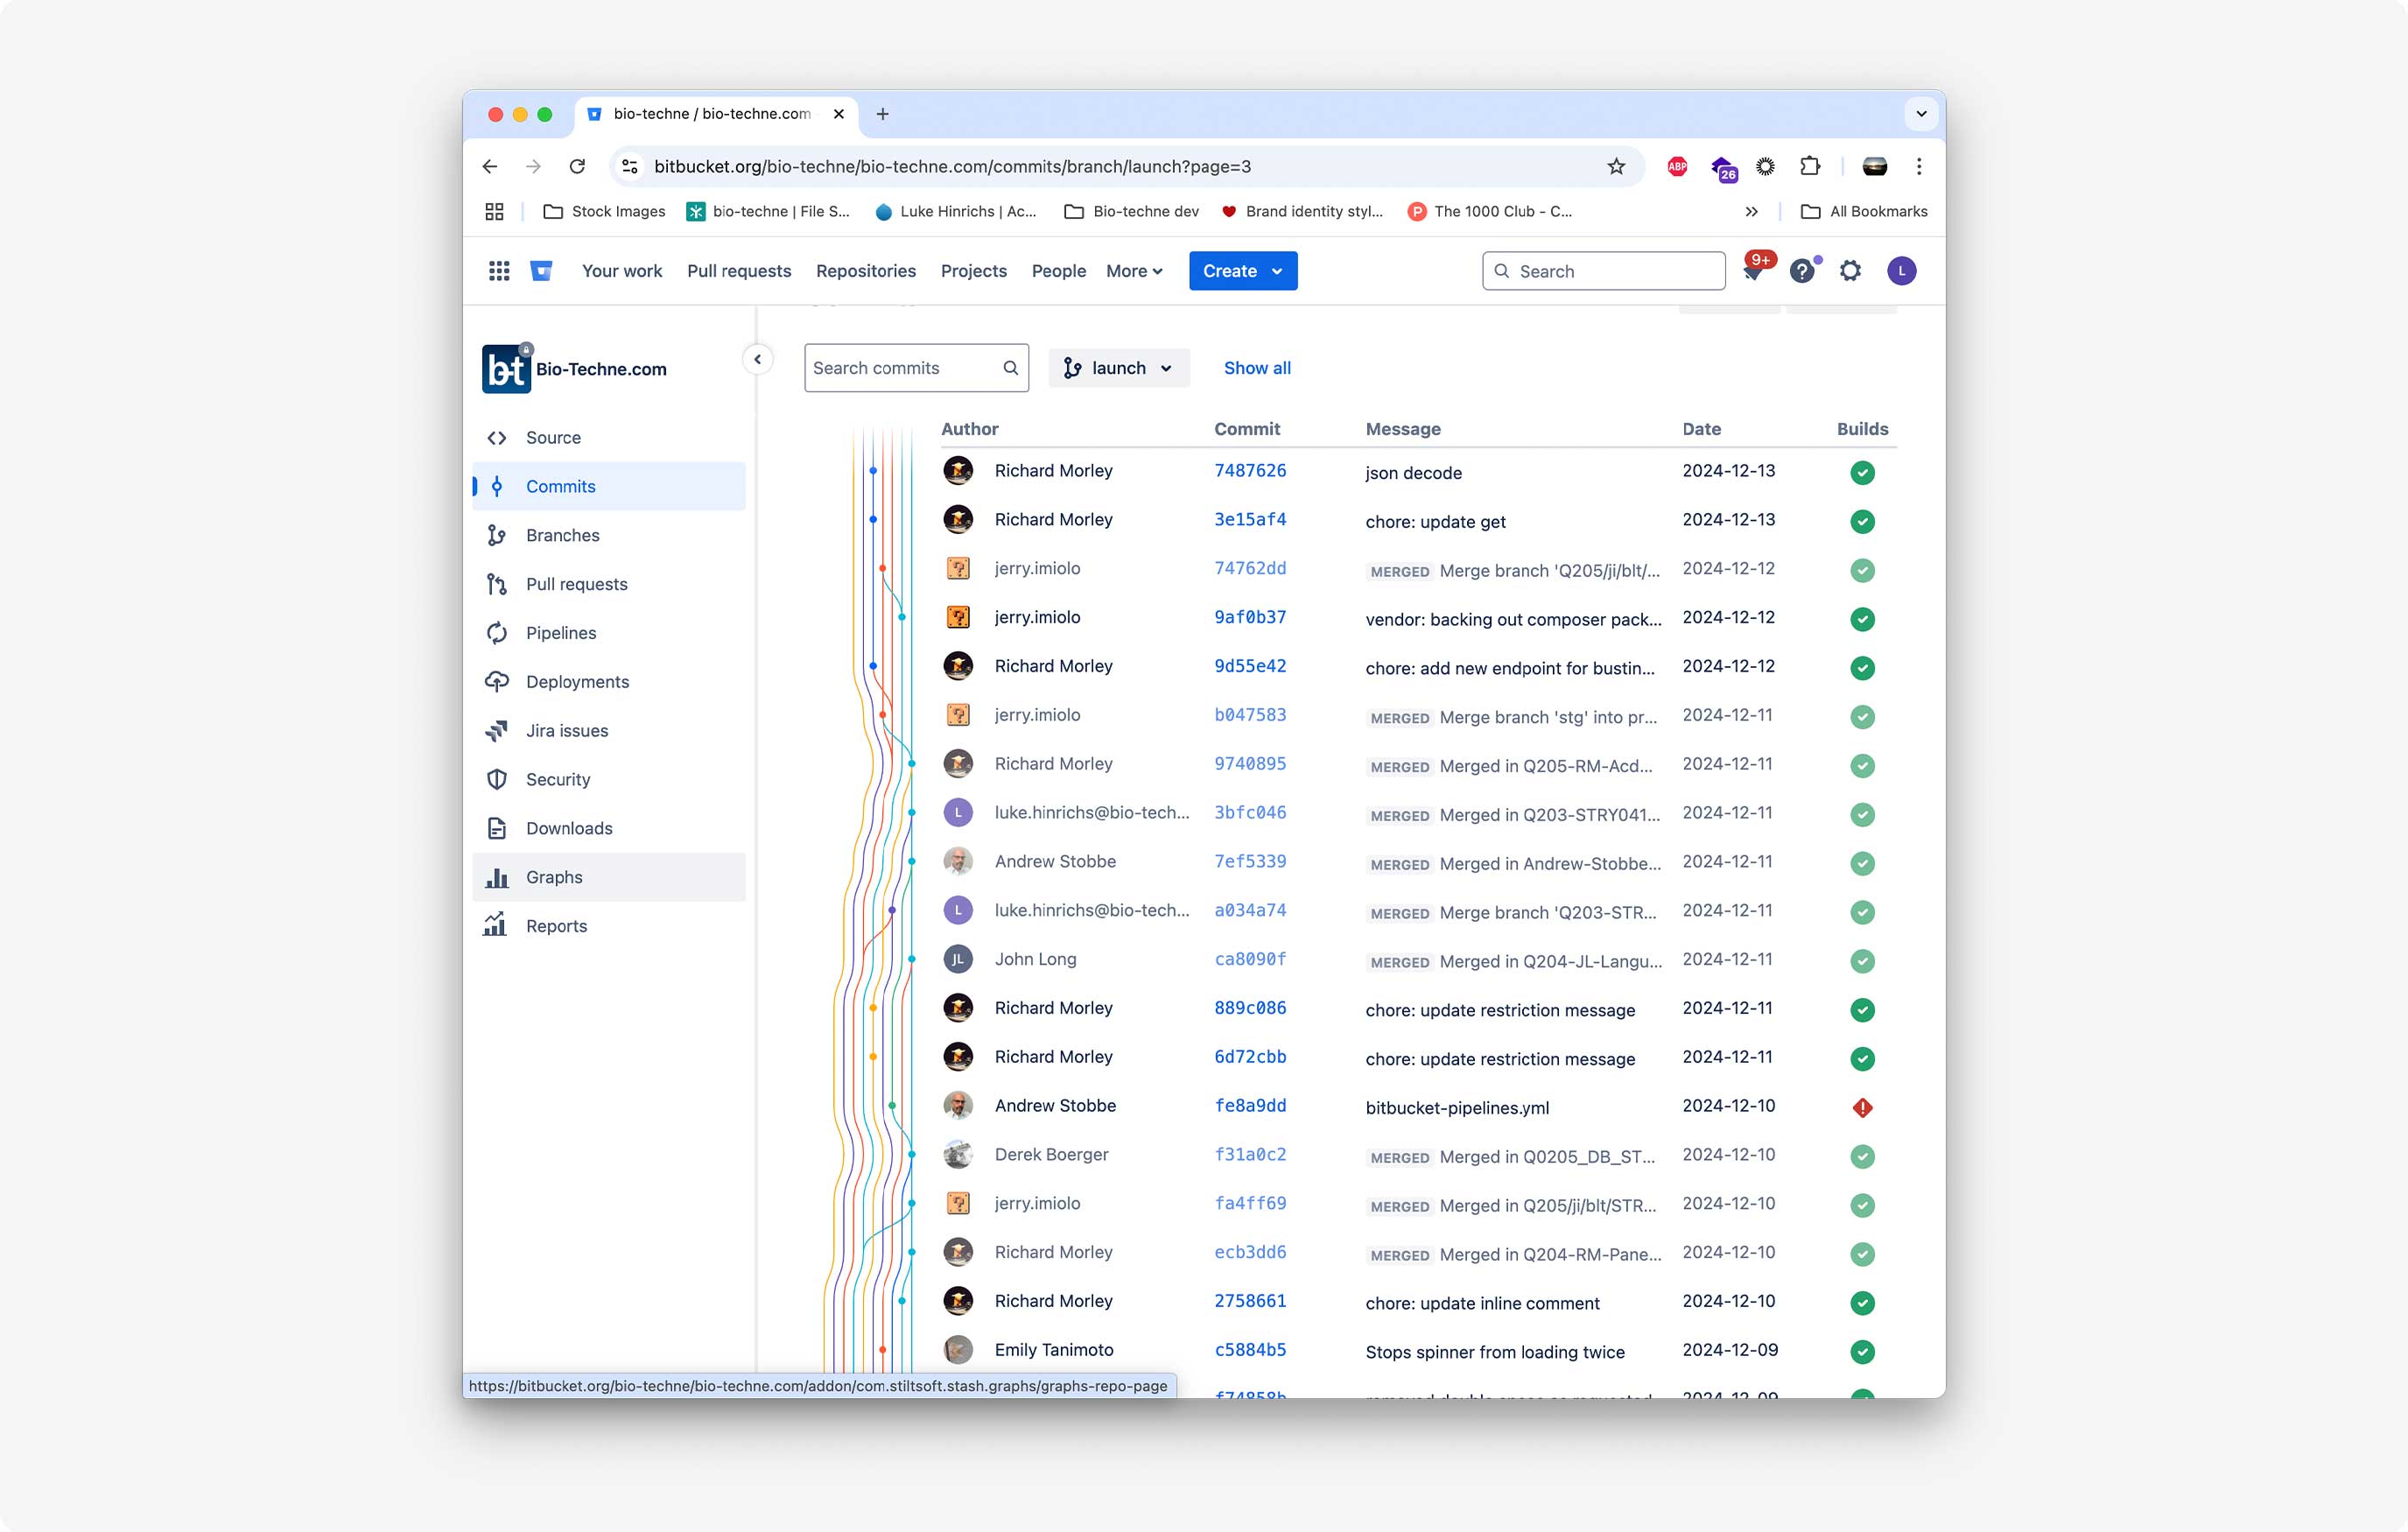 bio-techne / bio-techne.com
bitbucket.org/bio-techne/bio-techne.com/commits/branch/launch?page=3
ABP
26
Stock Images
bio-techne | File S...
Luke Hinrichs | Ac...
Bio-techne dev
Brand identity styl...
P
The 1000 Club - C...
All Bookmarks
Your work
Pull requests
Repositories
Projects
People
More
Create
Search
9+
?
L
bt
Bio-Techne.com
Source
Commits
Branches
Pull requests
Pipelines
Deployments
Jira issues
Security
Downloads
Graphs
Reports
Search commits
launch
Show all
Author Commit Message Date Builds
Richard Morley 7487626 json decode 2024-12-13
Richard Morley 3e15af4 chore: update get 2024-12-13
? jerry.imiolo 74762dd MERGED Merge branch 'Q205/ji/blt/... 2024-12-12
? jerry.imiolo 9af0b37 vendor: backing out composer pack... 2024-12-12
Richard Morley 9d55e42 chore: add new endpoint for bustin... 2024-12-12
? jerry.imiolo b047583 MERGED Merge branch 'stg' into pr... 2024-12-11
Richard Morley 9740895 MERGED Merged in Q205-RM-Acd... 2024-12-11
L luke.hinrichs@bio-tech... 3bfc046 MERGED Merged in Q203-STRY041... 2024-12-11
Andrew Stobbe 7ef5339 MERGED Merged in Andrew-Stobbe... 2024-12-11
L luke.hinrichs@bio-tech... a034a74 MERGED Merge branch 'Q203-STR... 2024-12-11
JL John Long ca8090f MERGED Merged in Q204-JL-Langu... 2024-12-11
Richard Morley 889c086 chore: update restriction message 2024-12-11
Richard Morley 6d72cbb chore: update restriction message 2024-12-11
Andrew Stobbe fe8a9dd bitbucket-pipelines.yml 2024-12-10
Derek Boerger f31a0c2 MERGED Merged in Q0205_DB_ST... 2024-12-10
? jerry.imiolo fa4ff69 MERGED Merged in Q205/ji/blt/STR... 2024-12-10
Richard Morley ecb3dd6 MERGED Merged in Q204-RM-Pane... 2024-12-10
Richard Morley 2758661 chore: update inline comment 2024-12-10
Emily Tanimoto c5884b5 Stops spinner from loading twice 2024-12-09
https://bitbucket.org/bio-techne/bio-techne.com/addon/com.stiltsoft.stash.graphs/graphs-repo-page